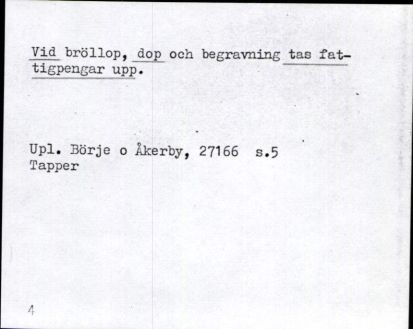 Vid bröllop, dop och begravning tas fat-
tigpengar upp.
Upl. Börje o Åkerby, 27166 s.5
Tapper
4